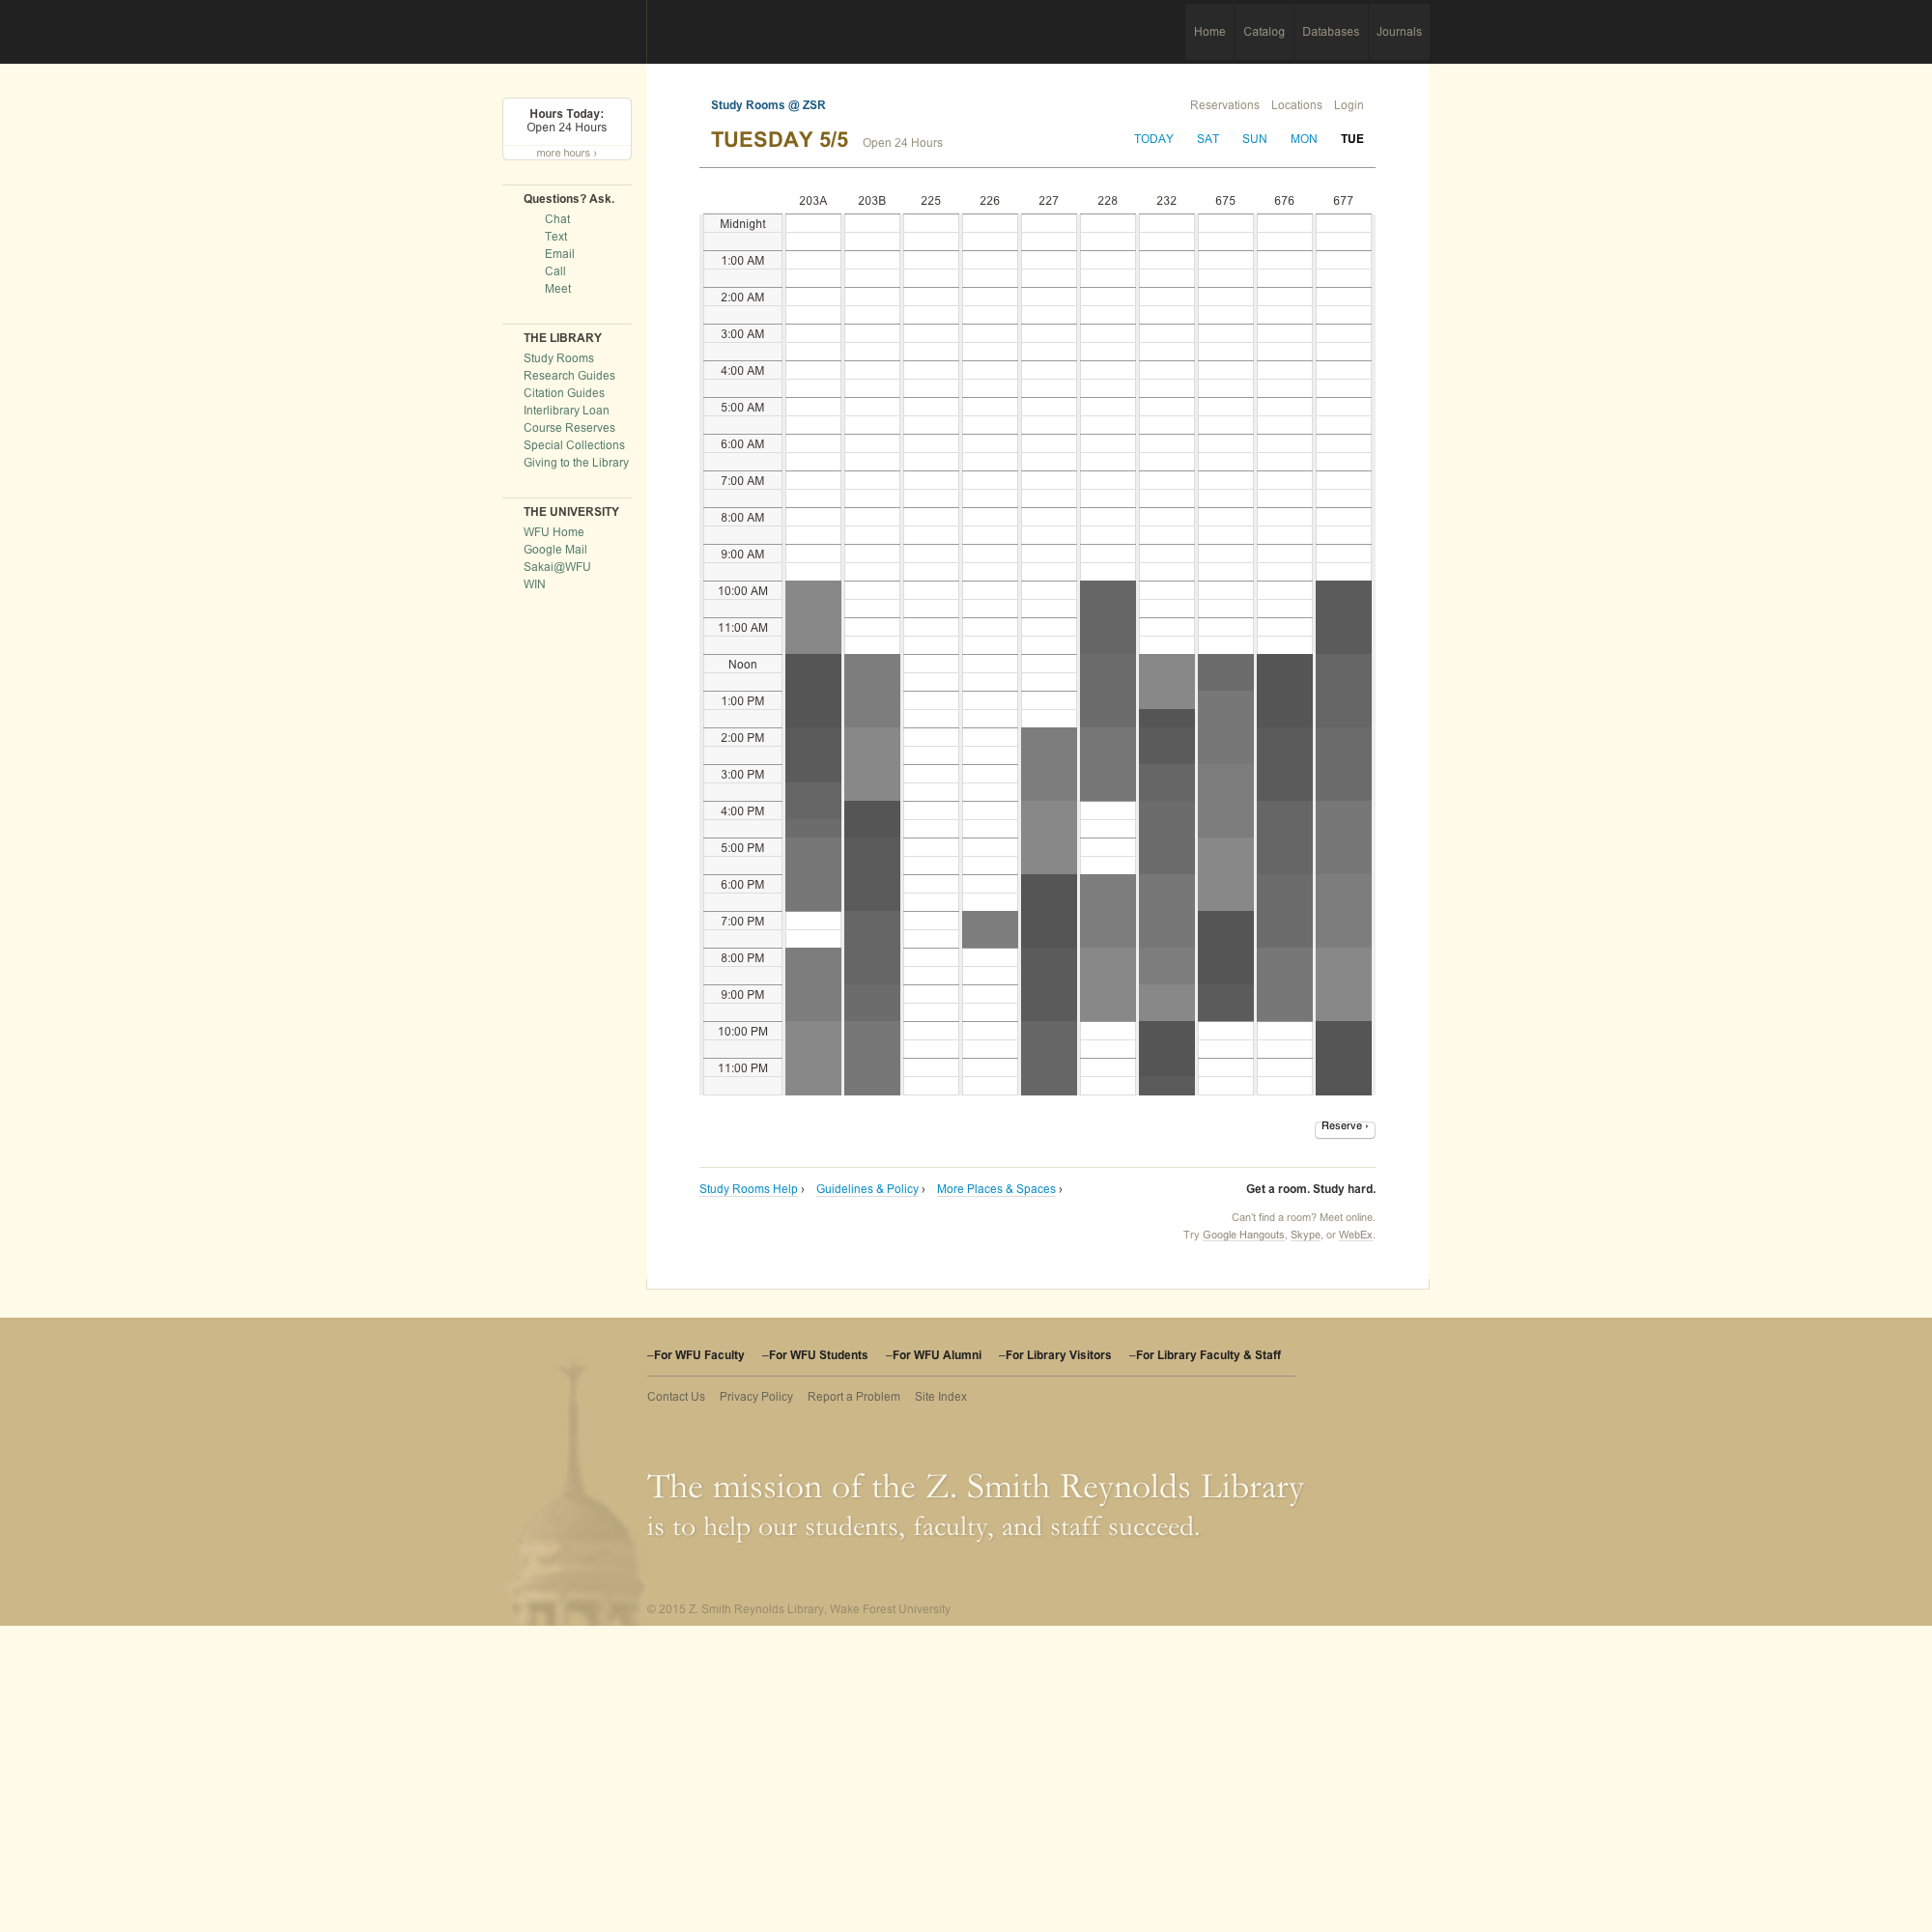 Home Catalog Databases Journals
Hours Today:
Open 24 Hours
more hours ›
Questions? Ask.
Chat
Text
Email
Call
Meet
THE LIBRARY
Study Rooms
Research Guides
Citation Guides
Interlibrary Loan
Course Reserves
Special Collections
Giving to the Library
THE UNIVERSITY
WFU Home
Google Mail
Sakai@WFU
WIN
Study Rooms @ ZSR
Reservations Locations Login
TUESDAY 5/5 Open 24 Hours
TODAY SAT SUN MON TUE
203A 203B 225 226 227 228 232 675 676 677
Midnight
1:00 AM
2:00 AM
3:00 AM
4:00 AM
5:00 AM
6:00 AM
7:00 AM
8:00 AM
9:00 AM
10:00 AM
11:00 AM
Noon
1:00 PM
2:00 PM
3:00 PM
4:00 PM
5:00 PM
6:00 PM
7:00 PM
8:00 PM
9:00 PM
10:00 PM
11:00 PM
Reserve ›
Study Rooms Help › Guidelines & Policy › More Places & Spaces ›
Get a room. Study hard.
Can't find a room? Meet online.
Try Google Hangouts, Skype, or WebEx.
–For WFU Faculty –For WFU Students –For WFU Alumni –For Library Visitors –For Library Faculty & Staff
Contact Us Privacy Policy Report a Problem Site Index
The mission of the Z. Smith Reynolds Library
is to help our students, faculty, and staff succeed.
© 2015 Z. Smith Reynolds Library, Wake Forest University